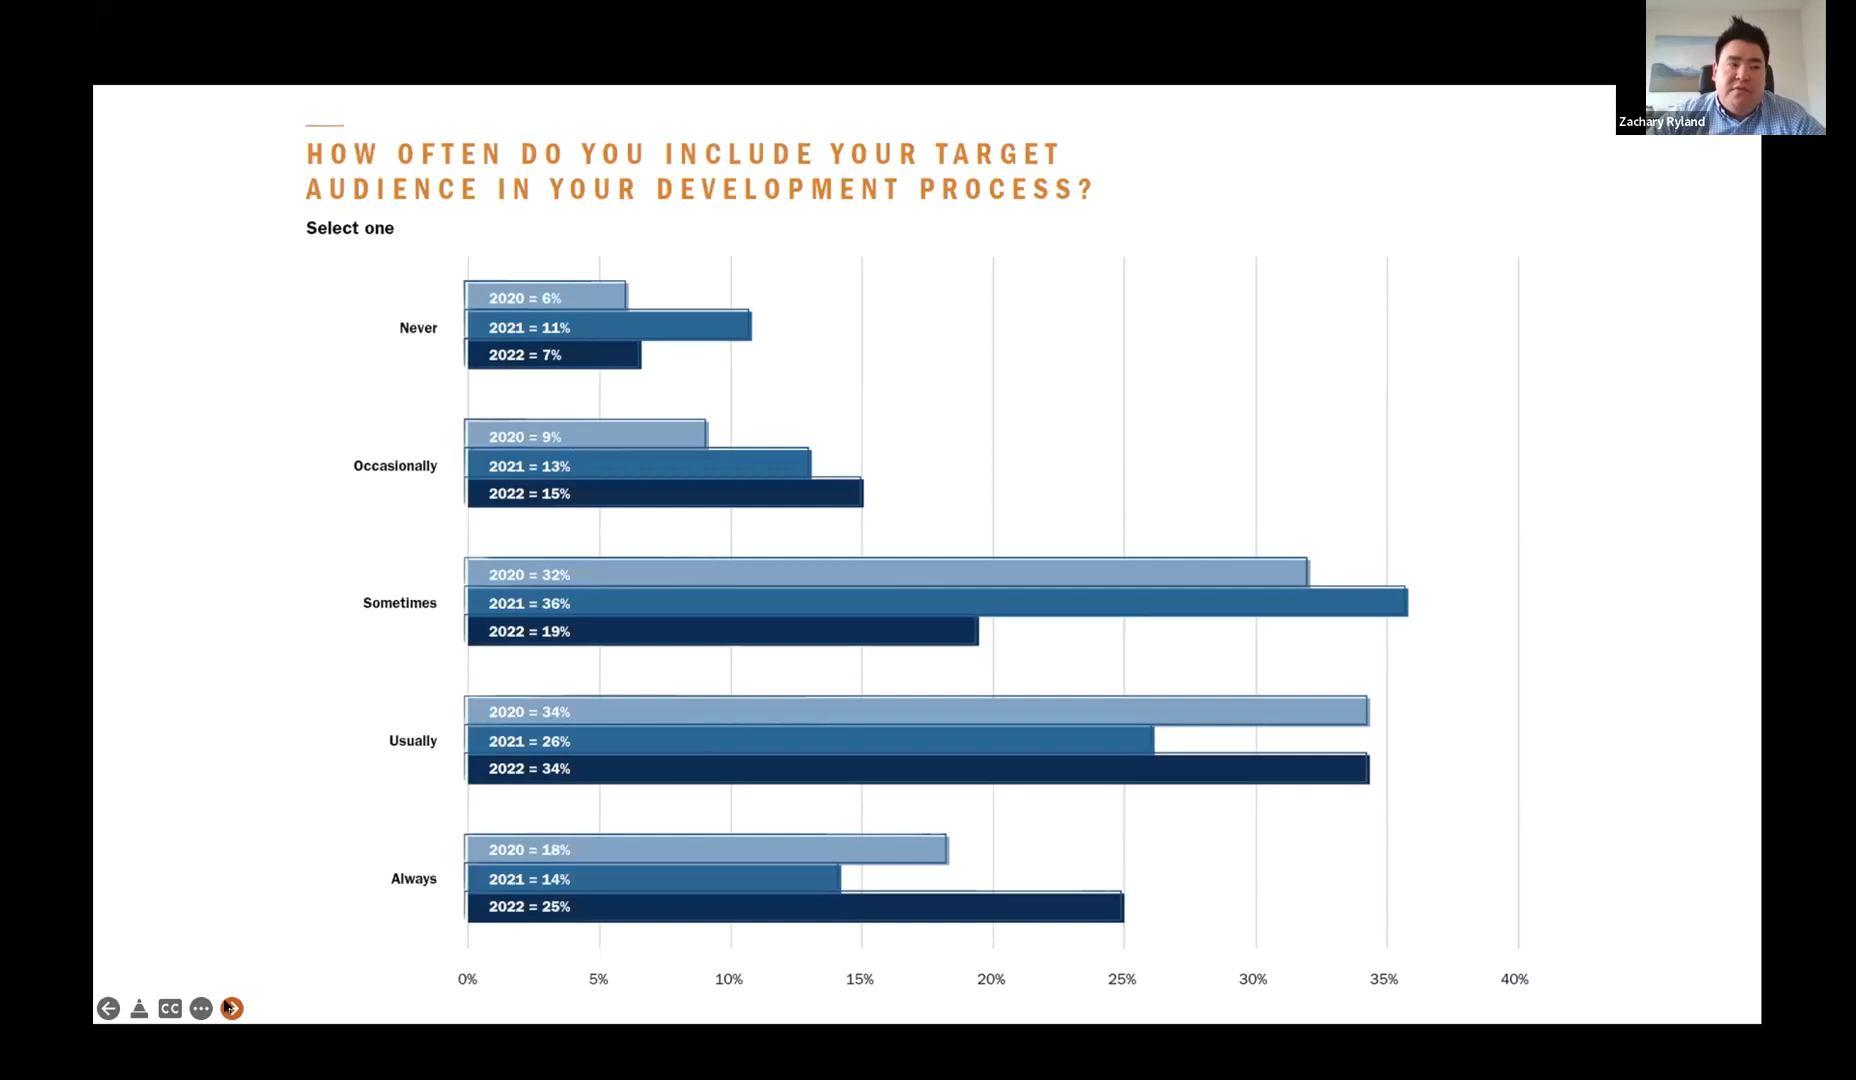 Zachary Ryland
HOW OFTEN DO YOU INCLUDE YOUR TARGET
AUDIENCE IN YOUR DEVELOPMENT PROCESS?
Select one
Never
2020 = 6%
2021 = 11%
2022 = 7%
Occasionally
2020 = 9%
2021 = 13%
2022 = 15%
Sometimes
2020 = 32%
2021 = 36%
2022 = 19%
Usually
2020 = 34%
2021 = 26%
2022 = 34%
Always
2020 = 18%
2021 = 14%
2022 = 25%
0% 5% 10% 15% 20% 25% 30% 35% 40%
CC